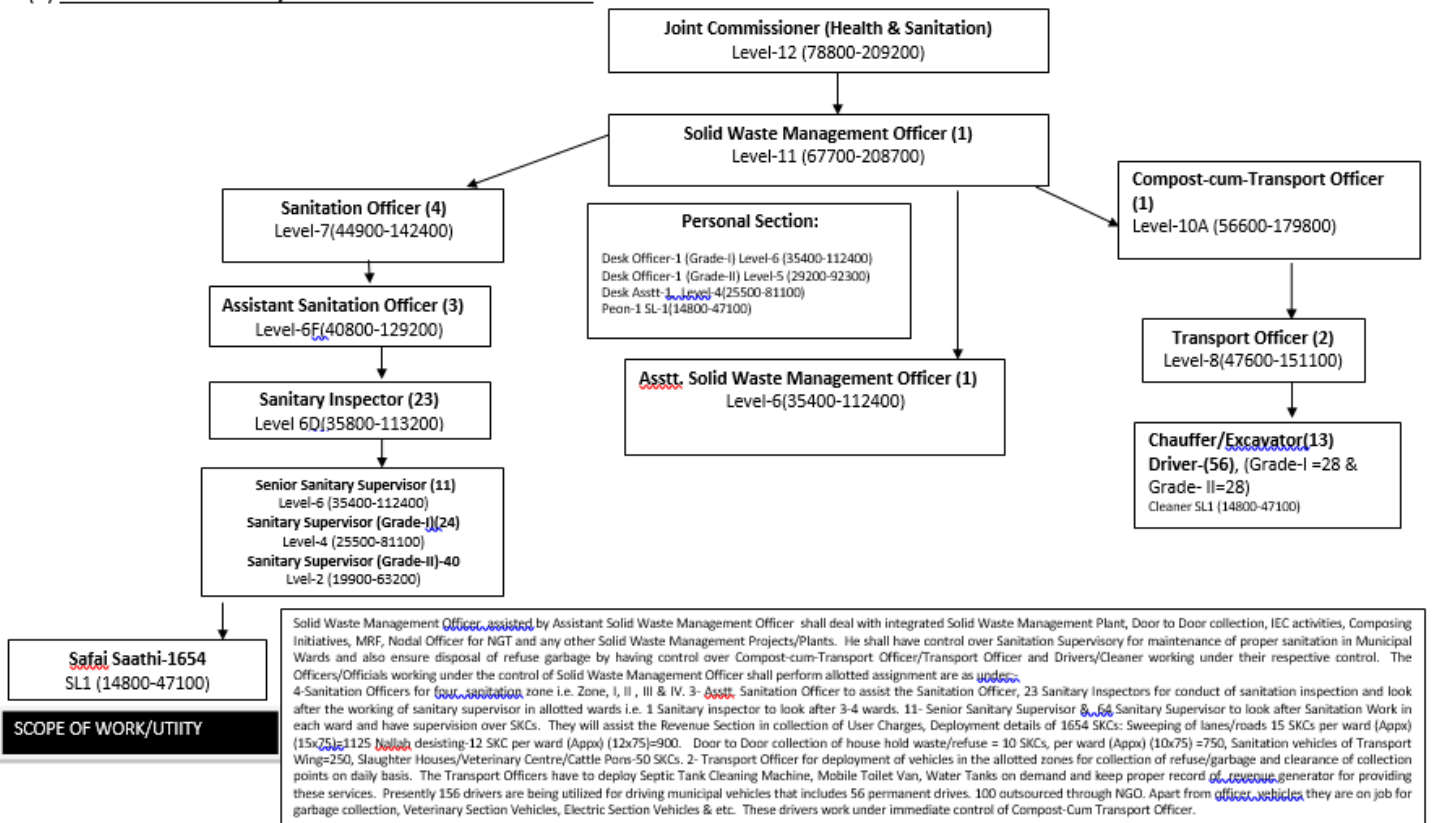 Joint Commissioner (Health & Sanitation)
Level-12 (78800-209200)
Solid Waste Management Officer (1)
Level-11 (67700-208700)
Compost-cum-Transport Officer
(1)
Level-10A (56600-179800)
Sanitation Officer (4)
Level-7(44900-142400)
Personal Section:
Desk Officer-1 (Grade-I) Level-6 (35400-112400)
Desk Officer-1 (Grade-II) Level-5 (29200-92300)
Desk Asstt-1, Level-4(25500-81100)
Peon-1 SL-1(14800-47100)
Assistant Sanitation Officer (3)
Level-6F(40800-129200)
Transport Officer (2)
Level-8(47600-151100)
Asstt. Solid Waste Management Officer (1)
Level-6(35400-112400)
Sanitary Inspector (23)
Level 6D(35800-113200)
Chauffer/Excavator(13)
Driver-(56), (Grade-I =28 &
Grade- II=28)
Cleaner SL1 (14800-47100)
Senior Sanitary Supervisor (11)
Level-6 (35400-112400)
Sanitary Supervisor (Grade-I)(24)
Level-4 (25500-81100)
Sanitary Supervisor (Grade-II)-40
Lvel-2 (19900-63200)
Safai Saathi-1654
SL1 (14800-47100)
SCOPE OF WORK/UTIITY
Solid Waste Management Officer, assisted by Assistant Solid Waste Management Officer shall deal with integrated Solid Waste Management Plant, Door to Door collection, IEC activities, Composing
Initiatives, MRF, Nodal Officer for NGT and any other Solid Waste Management Projects/Plants. He shall have control over Sanitation Supervisory for maintenance of proper sanitation in Municipal
Wards and also ensure disposal of refuse garbage by having control over Compost-cum-Transport Officer/Transport Officer and Drivers/Cleaner working under their respective control. The
Officers/Officials working under the control of Solid Waste Management Officer shall perform allotted assignment are as under:-
4-Sanitation Officers for four sanitation zone i.e. Zone, I, II , III & IV. 3- Asstt. Sanitation Officer to assist the Sanitation Officer, 23 Sanitary Inspectors for conduct of sanitation inspection and look
after the working of sanitary supervisor in allotted wards i.e. 1 Sanitary inspector to look after 3-4 wards. 11- Senior Sanitary Supervisor & 64 Sanitary Supervisor to look after Sanitation Work in
each ward and have supervision over SKCs. They will assist the Revenue Section in collection of User Charges, Deployment details of 1654 SKCs: Sweeping of lanes/roads 15 SKCs per ward (Appx)
(15x75)=1125 Nallah desisting-12 SKC per ward (Appx) (12x75)=900. Door to Door collection of house hold waste/refuse = 10 SKCs, per ward (Appx) (10x75) =750, Sanitation vehicles of Transport
Wing=250, Slaughter Houses/Veterinary Centre/Cattle Pons-50 SKCs. 2- Transport Officer for deployment of vehicles in the allotted zones for collection of refuse/garbage and clearance of collection
points on daily basis. The Transport Officers have to deploy Septic Tank Cleaning Machine, Mobile Toilet Van, Water Tanks on demand and keep proper record of revenue generator for providing
these services. Presently 156 drivers are being utilized for driving municipal vehicles that includes 56 permanent drives. 100 outsourced through NGO. Apart from officer vehicles they are on job for
garbage collection, Veterinary Section Vehicles, Electric Section Vehicles & etc. These drivers work under immediate control of Compost-Cum Transport Officer.